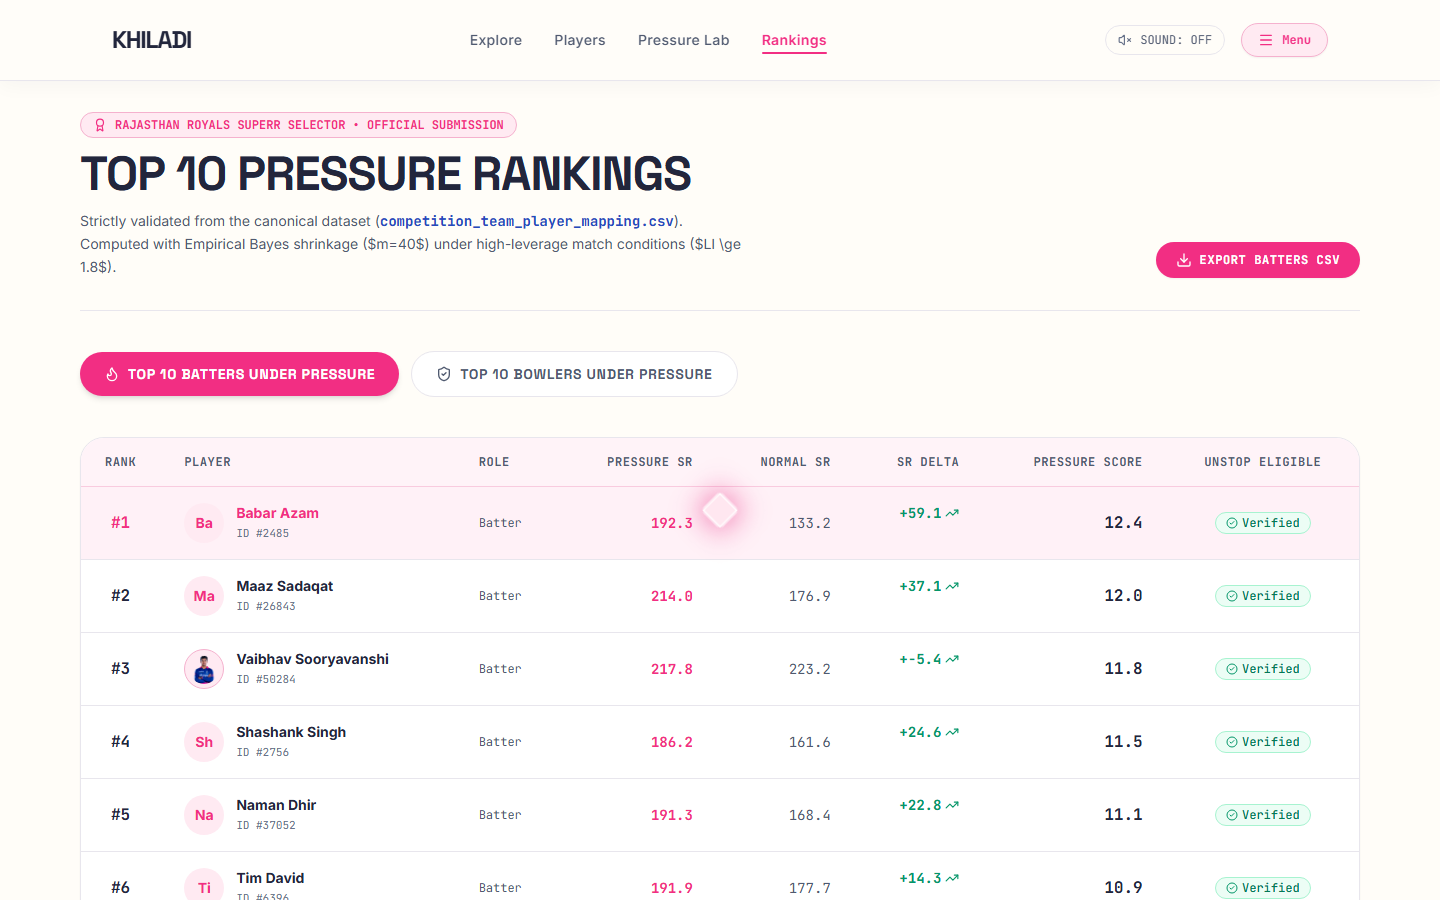 KHILADI
Explore Players Pressure Lab Rankings
SOUND: OFF Menu
RAJASTHAN ROYALS SUPERR SELECTOR • OFFICIAL SUBMISSION
TOP 10 PRESSURE RANKINGS
Strictly validated from the canonical dataset (competition_team_player_mapping.csv).
Computed with Empirical Bayes shrinkage ($m=40$) under high-leverage match conditions ($LI \ge
1.8$).
EXPORT BATTERS CSV
TOP 10 BATTERS UNDER PRESSURE TOP 10 BOWLERS UNDER PRESSURE
RANK PLAYER ROLE PRESSURE SR NORMAL SR SR DELTA PRESSURE SCORE UNSTOP ELIGIBLE
#1 Ba Babar Azam ID #2485 Batter 192.3 133.2 +59.1 12.4 Verified
#2 Ma Maaz Sadaqat ID #26843 Batter 214.0 176.9 +37.1 12.0 Verified
#3 Vaibhav Sooryavanshi ID #50284 Batter 217.8 223.2 +-5.4 11.8 Verified
#4 Sh Shashank Singh ID #2756 Batter 186.2 161.6 +24.6 11.5 Verified
#5 Na Naman Dhir ID #37052 Batter 191.3 168.4 +22.8 11.1 Verified
#6 Ti Tim David ID #6396 Batter 191.9 177.7 +14.3 10.9 Verified